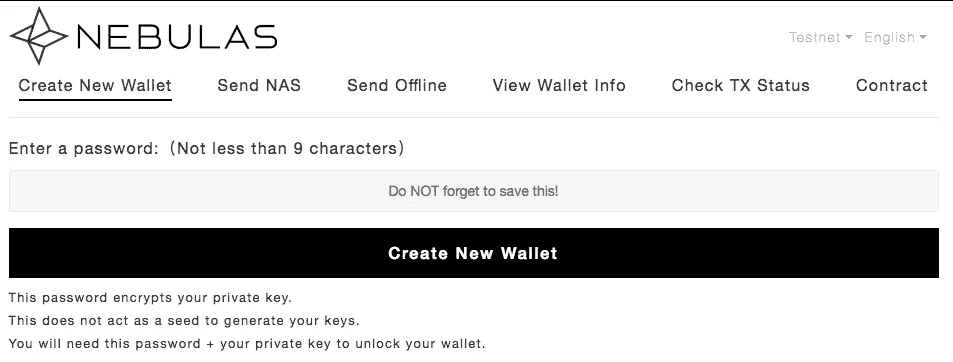 NEBULAS
Testnet English
Create New Wallet Send NAS Send Offline View Wallet Info Check TX Status Contract
Enter a password:（Not less than 9 characters）
Do NOT forget to save this!
Create New Wallet
This password encrypts your private key.
This does not act as a seed to generate your keys.
You will need this password + your private key to unlock your wallet.